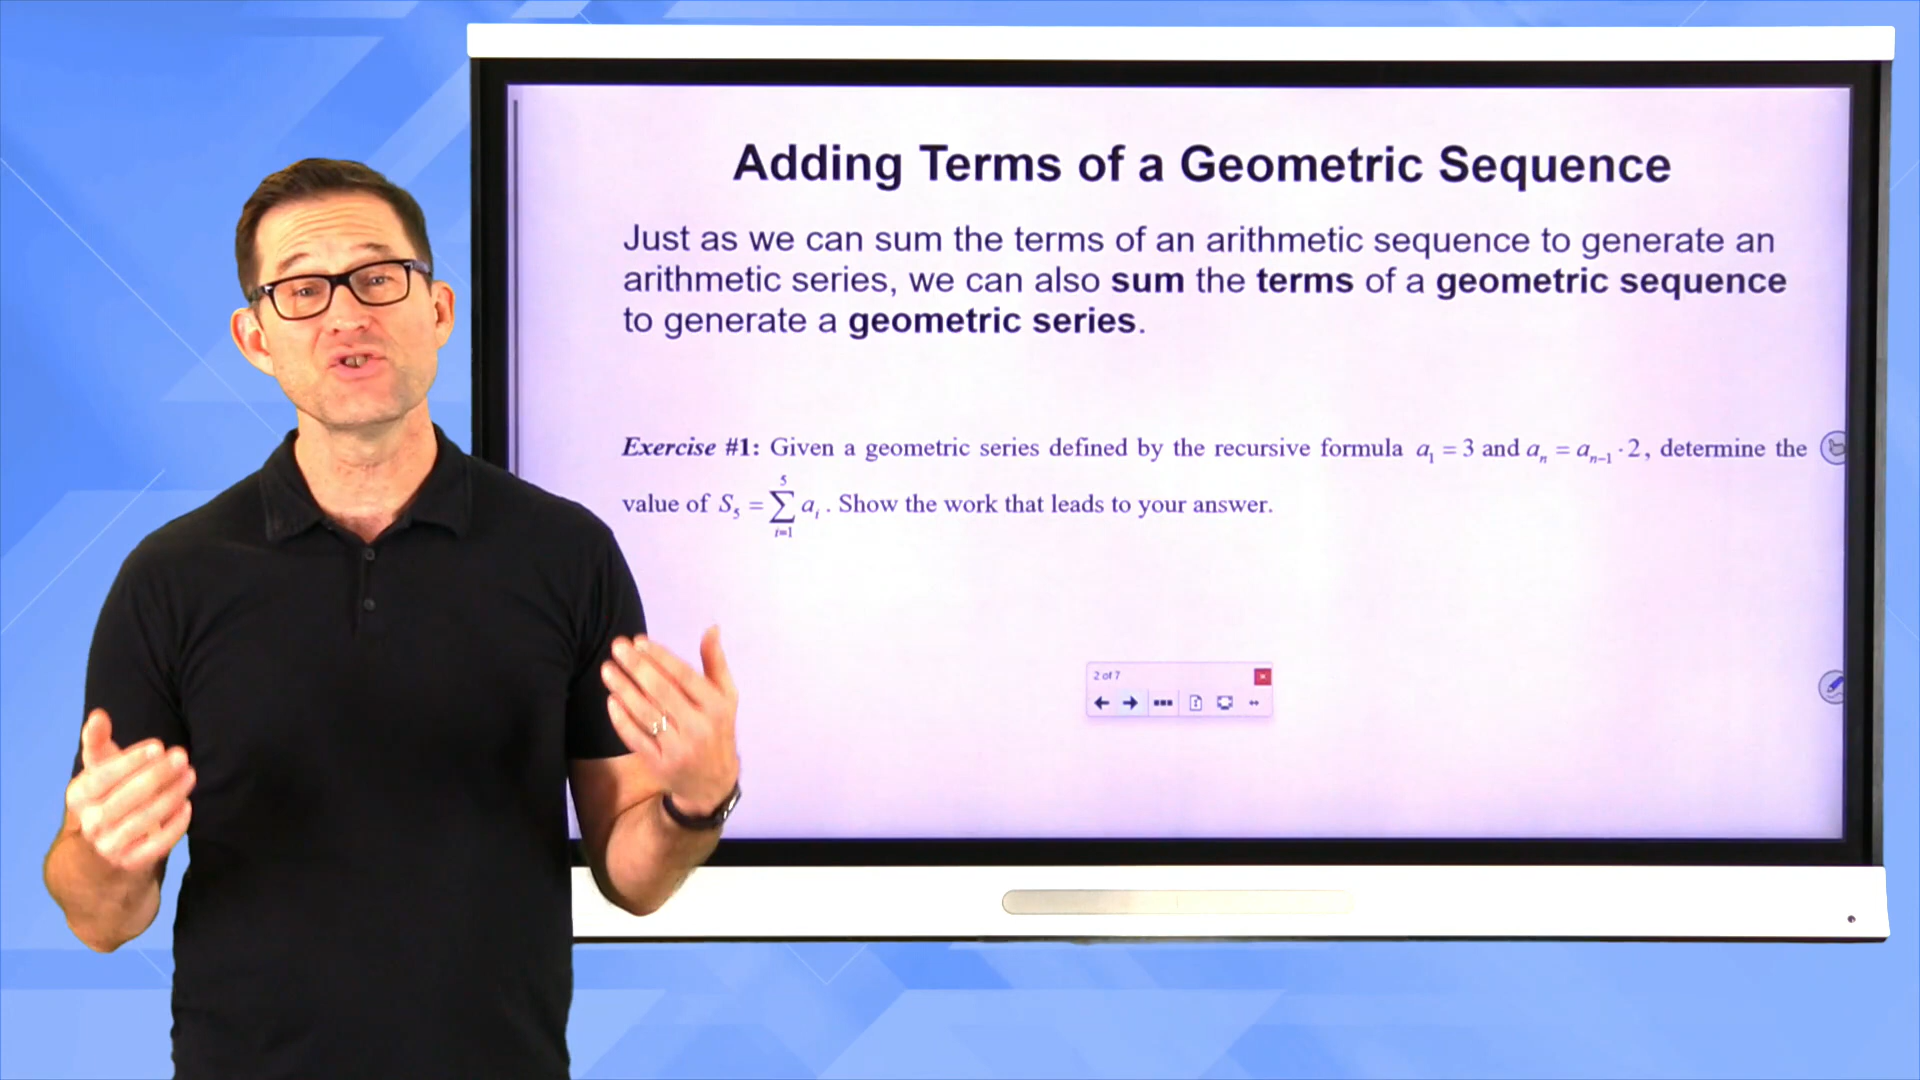 Adding Terms of a Geometric Sequence
Just as we can sum the terms of an arithmetic sequence to generate an
arithmetic series, we can also sum the terms of a geometric sequence
to generate a geometric series.
Exercise #1: Given a geometric series defined by the recursive formula a₁ = 3 and aₙ = aₙ₋₁ · 2, determine the
value of S₅ = ∑_{i=1}^{5} aᵢ. Show the work that leads to your answer.
2 of 7